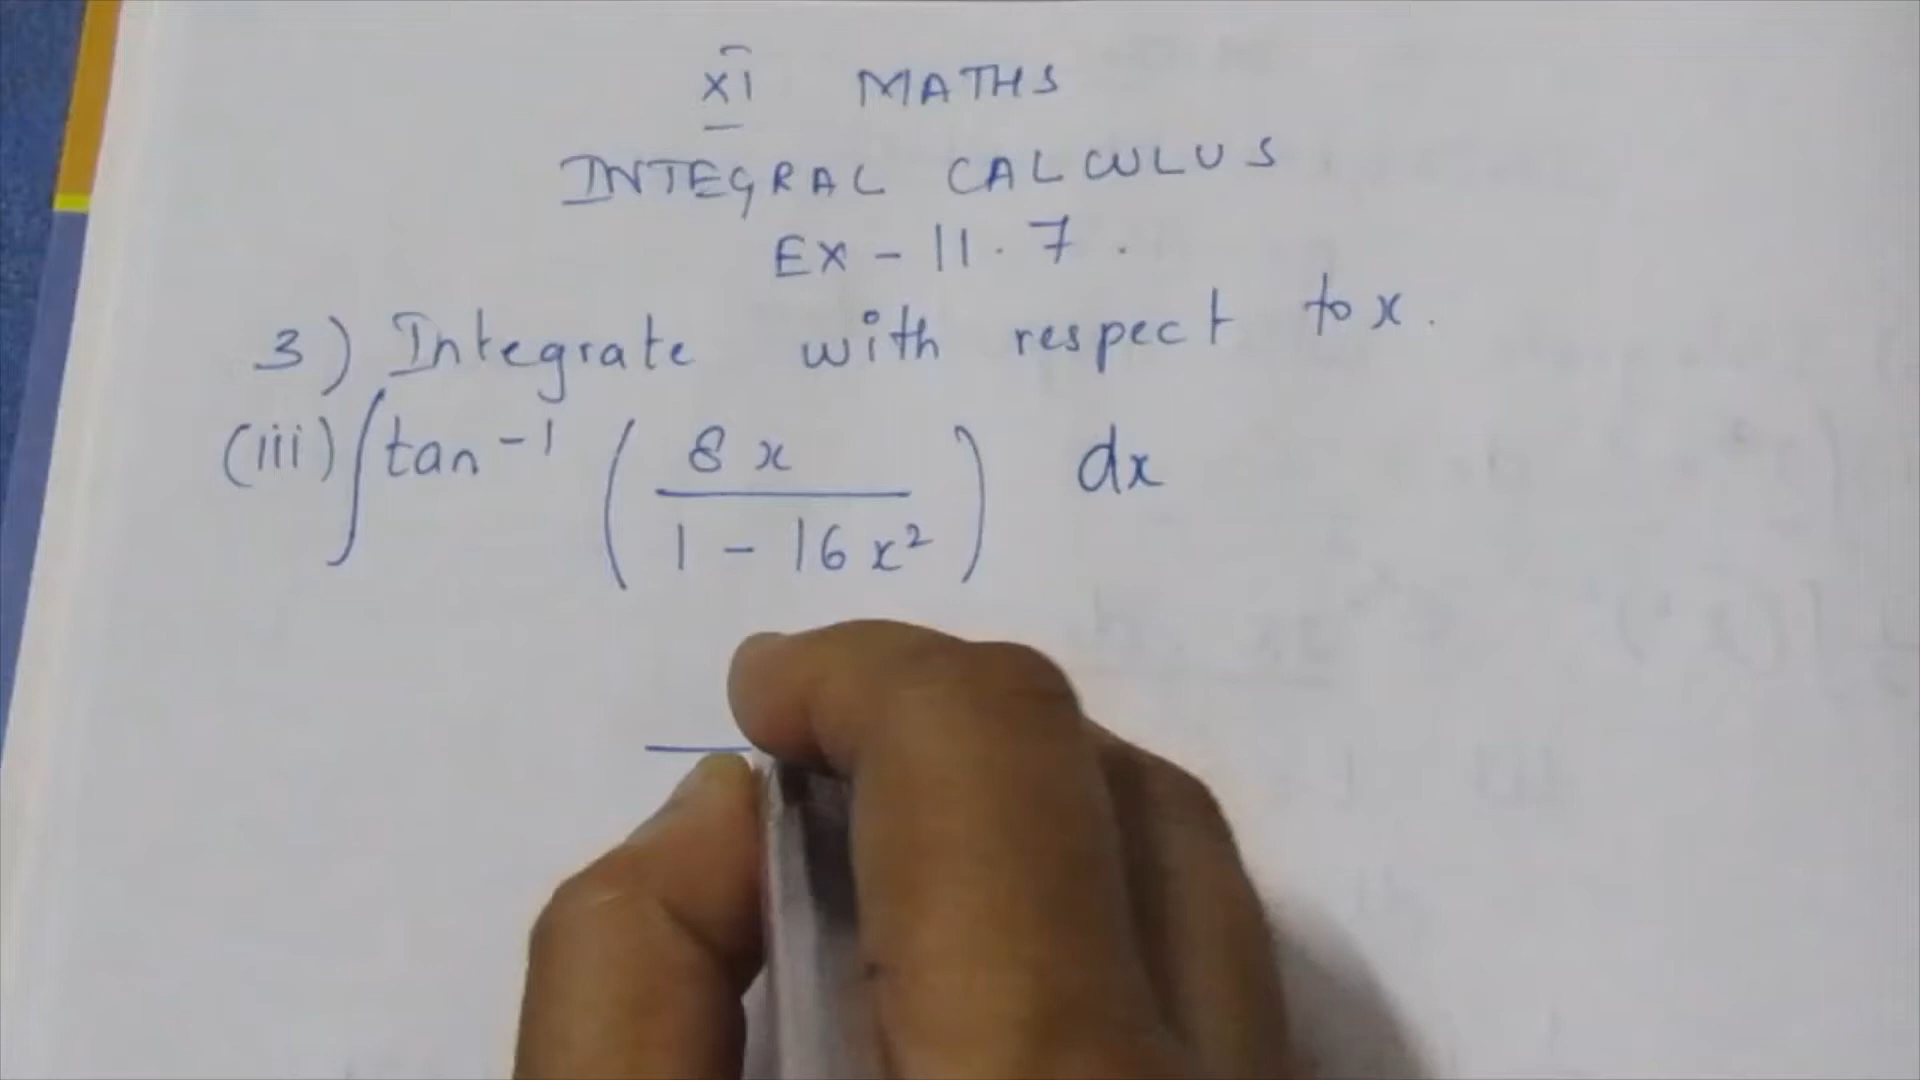 XI MATHS
INTEGRAL CALCULUS
EX - 11.7.
3) Integrate with respect to x.
(iii) ∫ tan⁻¹ ( 8x / 1 - 16x² ) dx